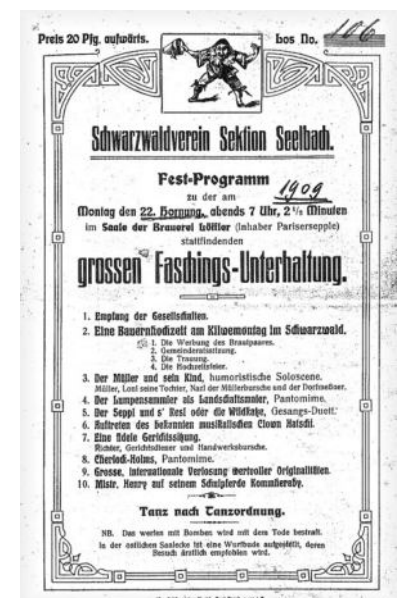 Preis 20 Pfg. aufwärts.
Los No. 106
Schwarzwaldverein Sektion Seelbach.
Fest-Programm
1909
zu der am
Montag den 22. Hornung, abends 7 Uhr, 2½ Minuten
im Saale der Brauerei Löffler (Inhaber Parisersepple)
stattfindenden
grossen Faschings-Unterhaltung.
1. Empfang der Gesellschaften.
2. Eine Bauernhochzeit am Kilwemontag im Schwarzwald.
1. Die Werbung des Brautpaares.
2. Gemeinderatssitzung.
3. Die Trauung.
4. Die Hochzeitsfeier.
3. Der Müller und sein Kind, humoristische Soloscene.
Müller, Loul seine Tochter, Nazl der Müllerbursche und der
4. Der Lumpensammler als Landschaftsmaler, Pantomime.
5. Der Seppl und s' Resl oder die Wildkatze, Gesangs-Duett.
6. Auftreten des bekannten musikalischen Clown Hatschi.
7. Eine fidele Gerichtssitzung.
Richter, Gerichtsdiener und Handwerksbursche.
8. Cherlock-Holms, Pantomime.
9. Grosse, internationale Verlosung wertvoller Originalitäten.
10. Mistr. Henry auf seinem Schulpferde
Tanz nach Tanzordnung.
NB. Das werfen mit Bomben wird mit dem Tode bestraft.
In der östlichen Saalecke ist eine Wurfbude aufgestellt, deren
Besuch ärztlich empfohlen wird.